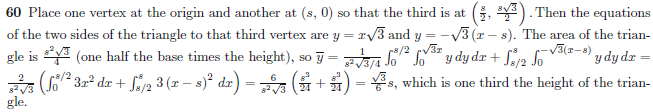 60 Place one vertex at the origin and another at (s, 0) so that the third is at (s/2, s√3/2). Then the equations
of the two sides of the triangle to that third vertex are y = x√3 and y = −√3 (x − s). The area of the trian-
gle is s²√3/4 (one half the base times the height), so ȳ = 1/(s²√3/4) ∫₀^{s/2} ∫₀^{√3x} y dy dx + ∫_{s/2}^{s} ∫₀^{−√3(x−s)} y dy dx =
2/(s²√3) (∫₀^{s/2} 3x² dx + ∫_{s/2}^{s} 3 (x − s)² dx) = 6/(s²√3) (s³/24 + s³/24) = √3/6 s, which is one third the height of the trian-
gle.